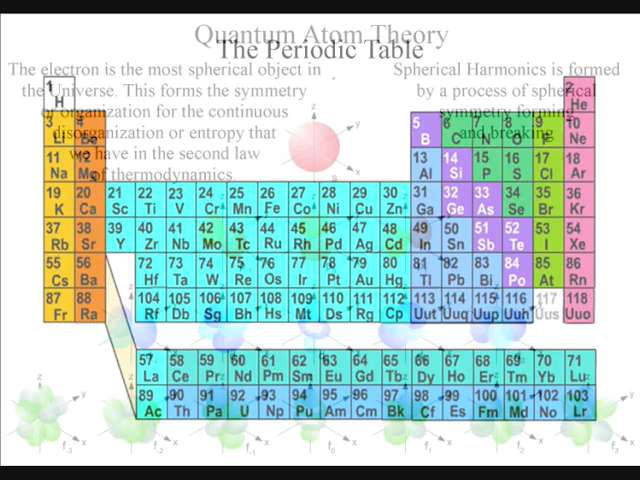 Quantum Atom Theory
The Periodic Table
The electron is the most spherical object in
the Universe. This forms the symmetry
or organization for the continuous
disorganization or entropy that
we have in the second law
of thermodynamics.
Spherical Harmonics is formed
by a process of spherical
symmetry forming
and breaking
1 2
H He
3 4 5 6 7 8 9 10
Li Be B C N O F Ne
11 12 13 14 15 16 17 18
Na Mg Al Si P S Cl Ar
19 20 21 22 23 24 25 26 27 28 29 30 31 32 33 34 35 36
K Ca Sc Ti V Cr Mn Fe Co Ni Cu Zn Ga Ge As Se Br Kr
37 38 39 40 41 42 43 44 45 46 47 48 49 50 51 52 53 54
Rb Sr Y Zr Nb Mo Tc Ru Rh Pd Ag Cd In Sn Sb Te I Xe
55 56 72 73 74 75 76 77 78 79 80 81 82 83 84 85 86
Cs Ba Hf Ta W Re Os Ir Pt Au Hg Tl Pb Bi Po At Rn
87 88 104 105 106 107 108 109 110 111 112 113 114 115 116 117 118
Fr Ra Rf Db Sg Bh Hs Mt Ds Rg Cp Uut Uuq Uup Uuh Uus Uuo
57 58 59 60 61 62 63 64 65 66 67 68 69 70 71
La Ce Pr Nd Pm Sm Eu Gd Tb Dy Ho Er Tm Yb Lu
89 90 91 92 93 94 95 96 97 98 99 100 101 102 103
Ac Th Pa U Np Pu Am Cm Bk Cf Es Fm Md No Lr
z y x s
f-3 f-2 f-1 f0 f1 f2 f3